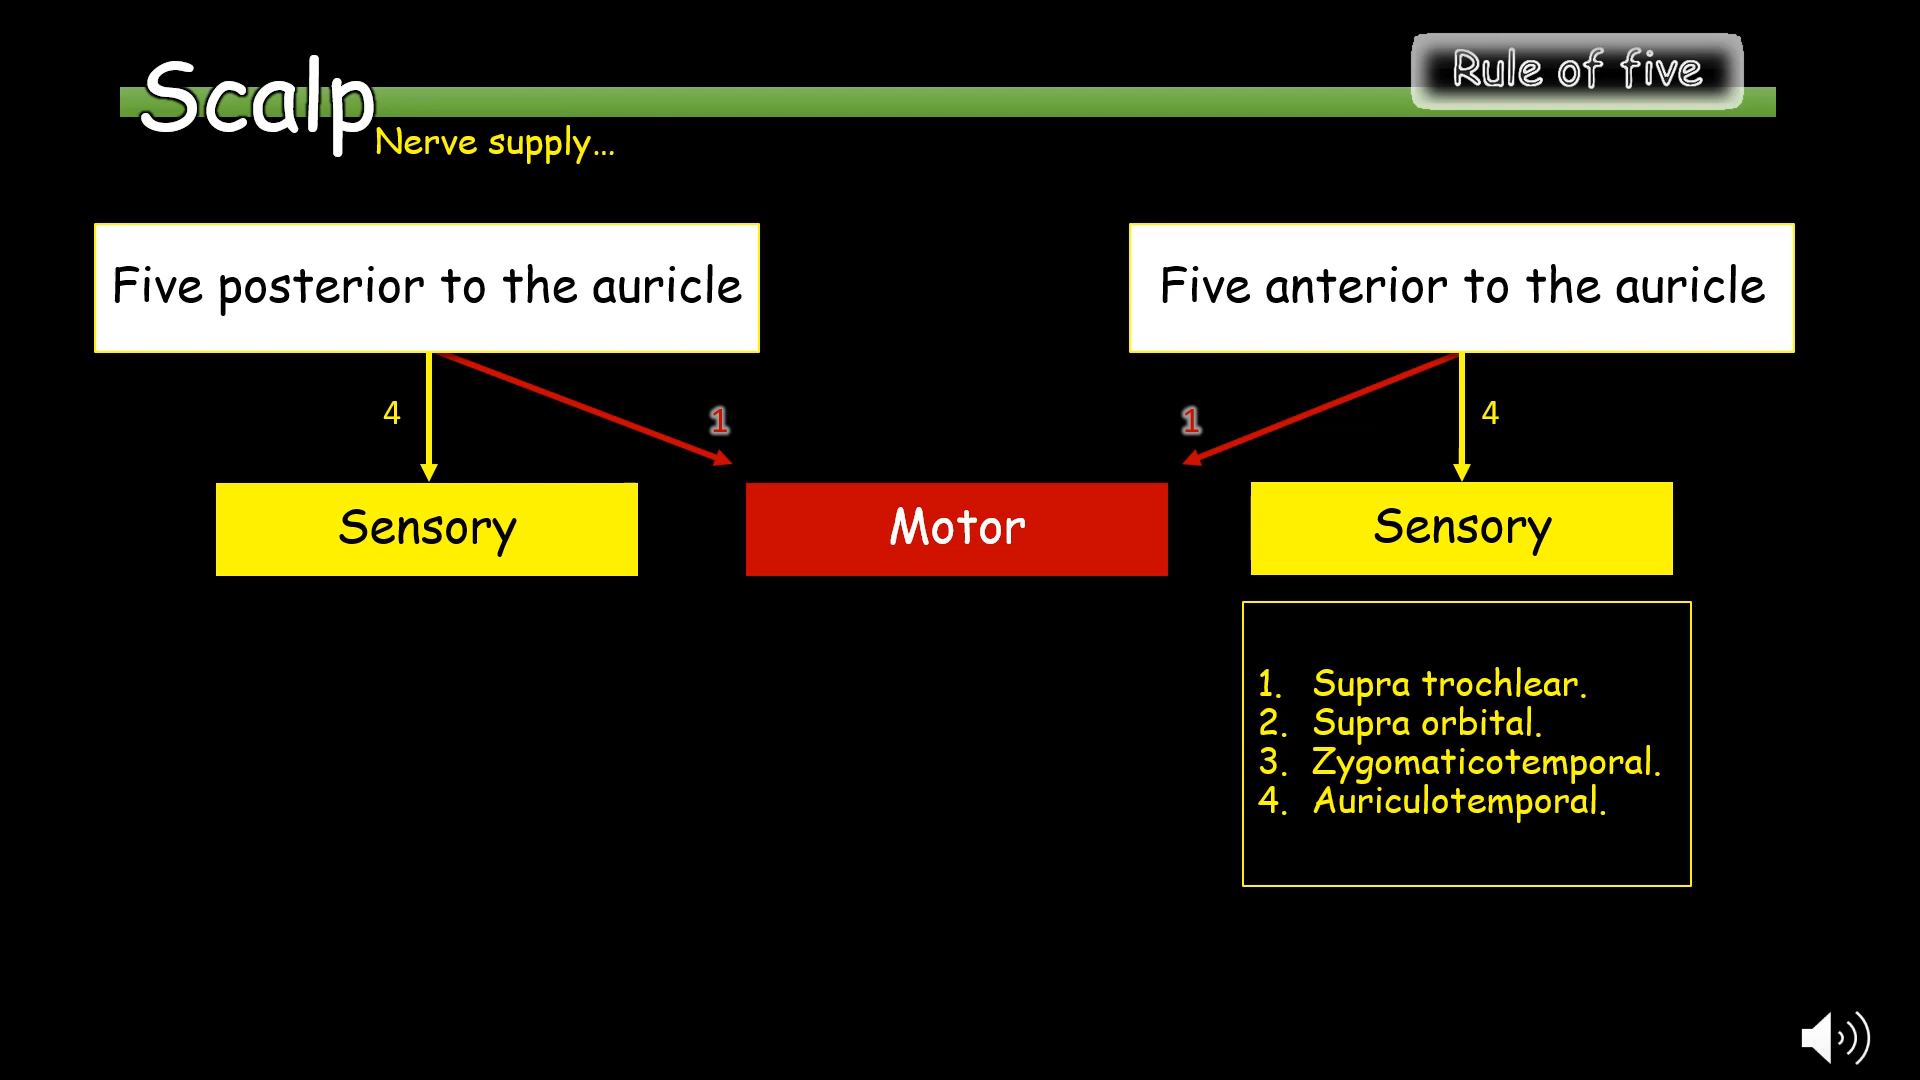 Scalp
Rule of five
Nerve supply...
Five posterior to the auricle
Five anterior to the auricle
4
1
1
4
Sensory
Motor
Sensory
1. Supra trochlear.
2. Supra orbital.
3. Zygomaticotemporal.
4. Auriculotemporal.